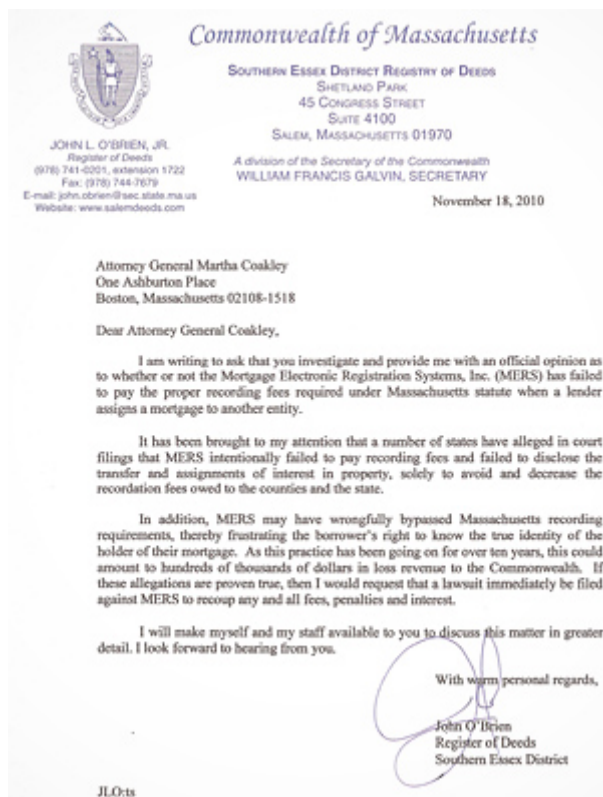 Commonwealth of Massachusetts
SOUTHERN ESSEX DISTRICT REGISTRY OF DEEDS
SHETLAND PARK
45 CONGRESS STREET
SUITE 4100
SALEM, MASSACHUSETTS 01970
A division of the Secretary of the Commonwealth
WILLIAM FRANCIS GALVIN, SECRETARY
JOHN L. O'BRIEN, JR.
Register of Deeds
(978) 741-0201, extension 1722
Fax: (978) 744-7679
E-mail: john.obrien@sec.state.ma.us
Website: www.salemdeeds.com
November 18, 2010
Attorney General Martha Coakley
One Ashburton Place
Boston, Massachusetts 02108-1518
Dear Attorney General Coakley,
I am writing to ask that you investigate and provide me with an official opinion as
to whether or not the Mortgage Electronic Registration Systems, Inc. (MERS) has failed
to pay the proper recording fees required under Massachusetts statute when a lender
assigns a mortgage to another entity.
It has been brought to my attention that a number of states have alleged in court
filings that MERS intentionally failed to pay recording fees and failed to disclose the
transfer and assignments of interest in property, solely to avoid and decrease the
recordation fees owed to the counties and the state.
In addition, MERS may have wrongfully bypassed Massachusetts recording
requirements, thereby frustrating the borrower's right to know the true identity of the
holder of their mortgage. As this practice has been going on for over ten years, this could
amount to hundreds of thousands of dollars in loss revenue to the Commonwealth. If
these allegations are proven true, then I would request that a lawsuit immediately be filed
against MERS to recoup any and all fees, penalties and interest.
I will make myself and my staff available to you to discuss this matter in greater
detail. I look forward to hearing from you.
With warm personal regards,
John O'Brien
Register of Deeds
Southern Essex District
JLO:ts